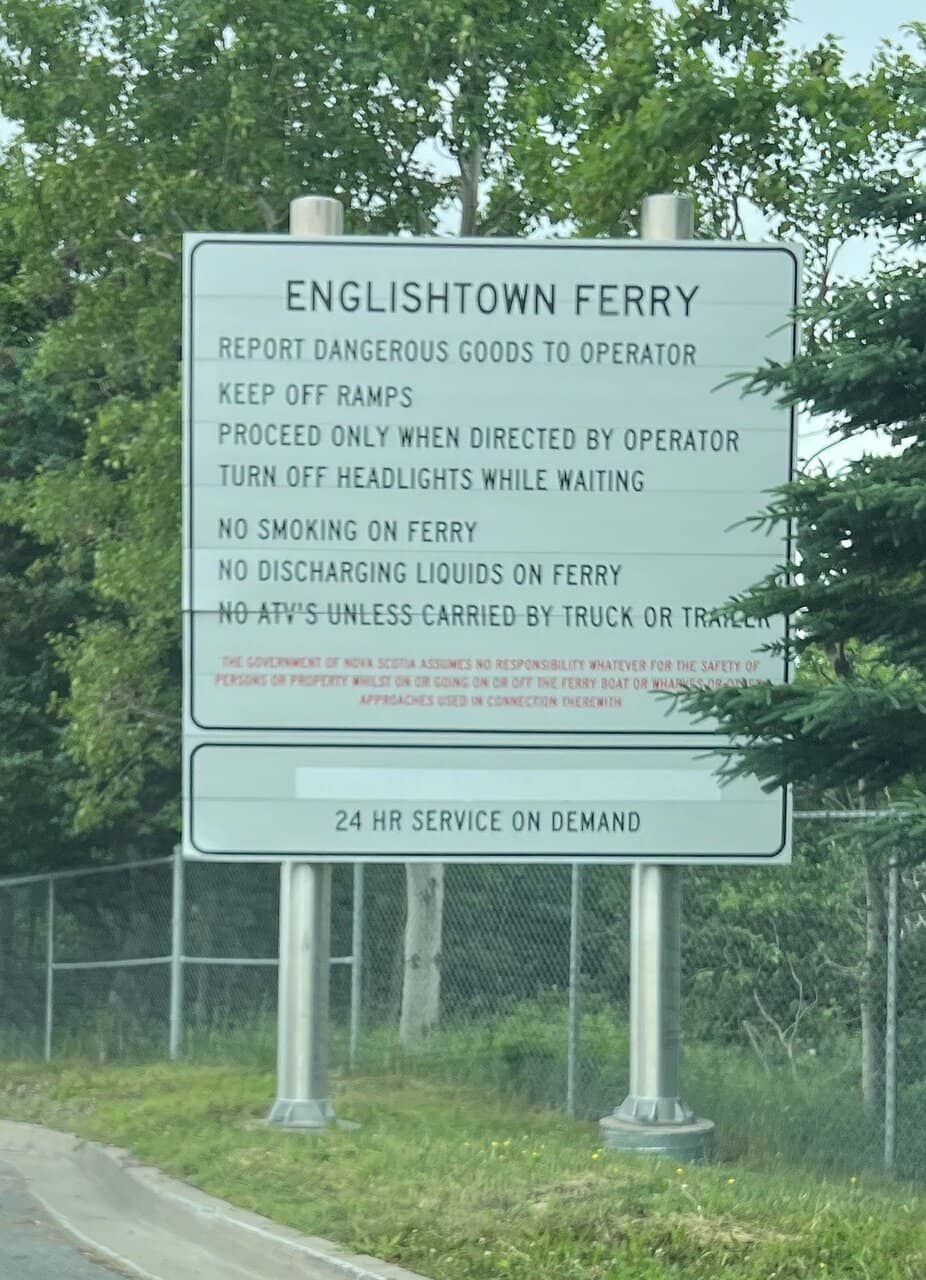 ENGLISHTOWN FERRY
REPORT DANGEROUS GOODS TO OPERATOR
KEEP OFF RAMPS
PROCEED ONLY WHEN DIRECTED BY OPERATOR
TURN OFF HEADLIGHTS WHILE WAITING
NO SMOKING ON FERRY
NO DISCHARGING LIQUIDS ON FERRY
NO ATV'S UNLESS CARRIED BY TRUCK OR TRAILER
THE GOVERNMENT OF NOVA SCOTIA ASSUMES NO RESPONSIBILITY WHATEVER FOR THE SAFETY OF
PERSONS OR PROPERTY WHILST ON OR GOING ON OR OFF THE FERRY BOAT OR WHARVES OR OTHER
APPROACHES USED IN CONNECTION THEREWITH
24 HR SERVICE ON DEMAND